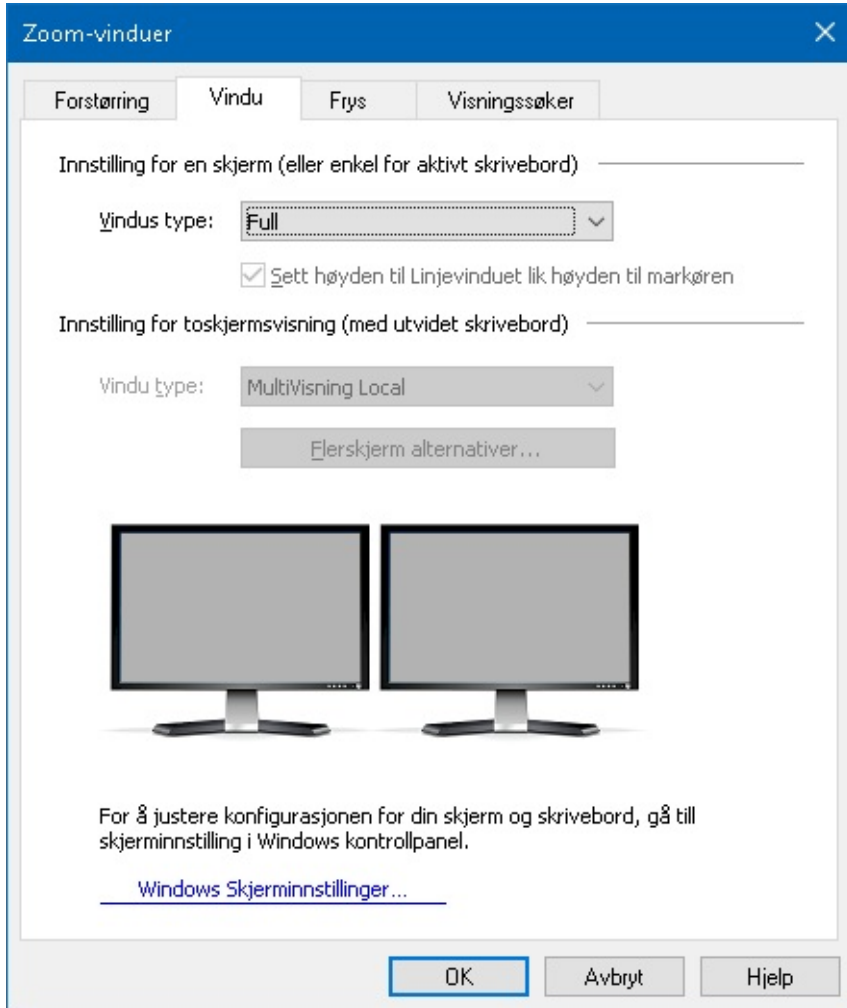 Zoom-vinduer
Forstørring
Vindu
Frys
Visningssøker
Innstilling for en skjerm (eller enkel for aktivt skrivebord)
Vindus type:
Full
Sett høyden til Linjevinduet lik høyden til markøren
Innstilling for toskjermsvisning (med utvidet skrivebord)
Vindu type:
MultiVisning Local
Flerskjerm alternativer...
For å justere konfigurasjonen for din skjerm og skrivebord, gå till
skjerminnstilling i Windows kontrollpanel.
Windows Skjerminnstillinger...
OK
Avbryt
Hjelp